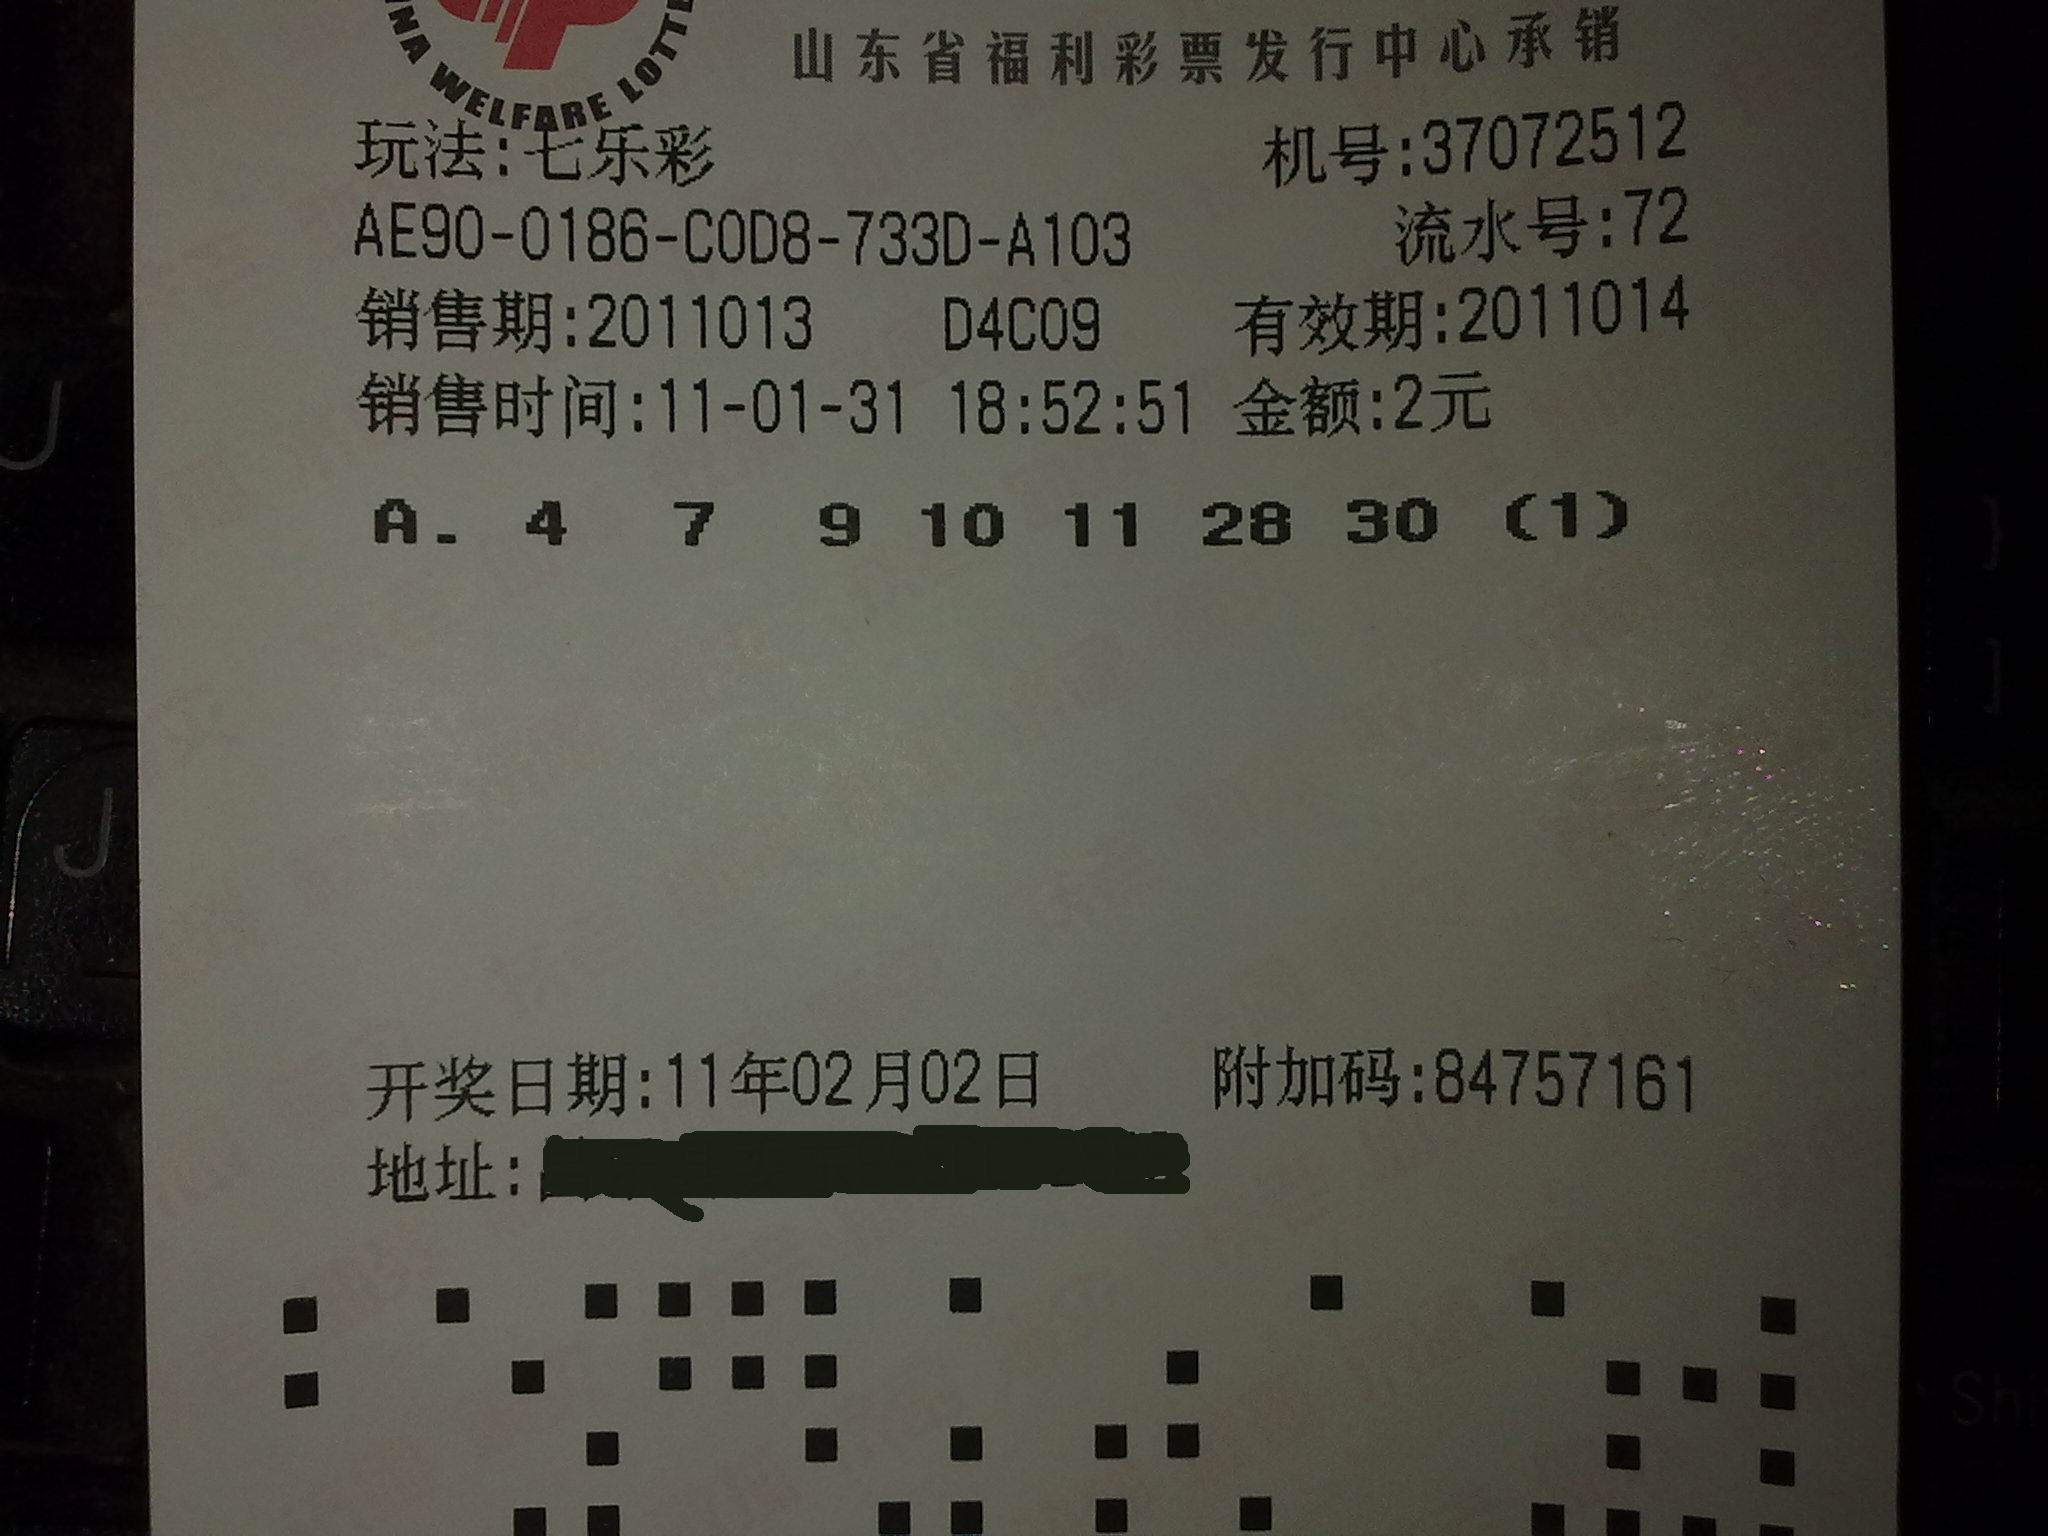 山东省福利彩票发行中心承销
NA WELFARE LOTTE
玩法:七乐彩 机号:37072512
AE90-0186-C0D8-733D-A103 流水号:72
销售期:2011013 D4C09 有效期:2011014
销售时间:11-01-31 18:52:51 金额:2元
A. 4 7 9 10 11 28 30 (1)
开奖日期:11年02月02日 附加码:84757161
地址:
J
J
}
]
Shi